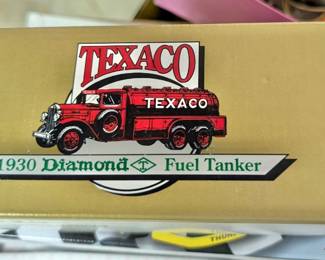 TEXACO
TEXACO
1930 Diamond T Fuel Tanker